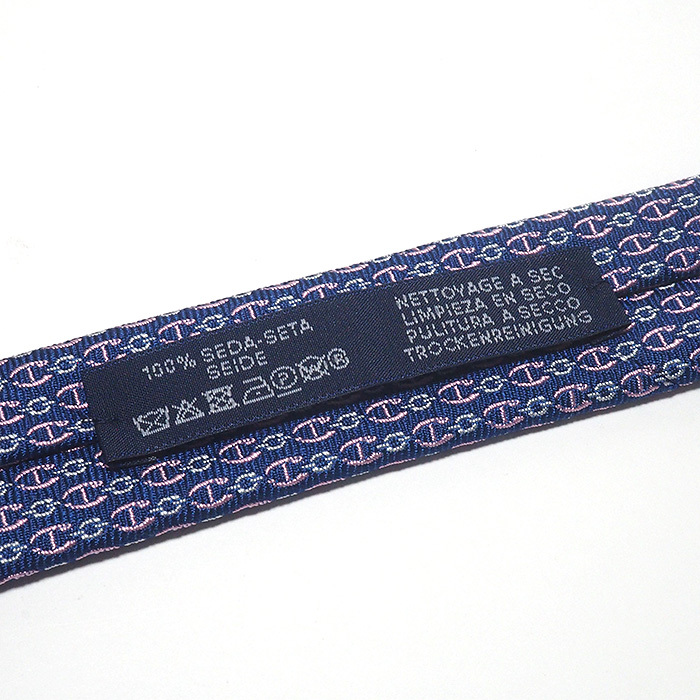 100% SEDA-SETA
SEIDE
NETTOYAGE A SEC
LIMPIEZA EN SECO
PULITURA A SECCO
TROCKENREINIGUNG